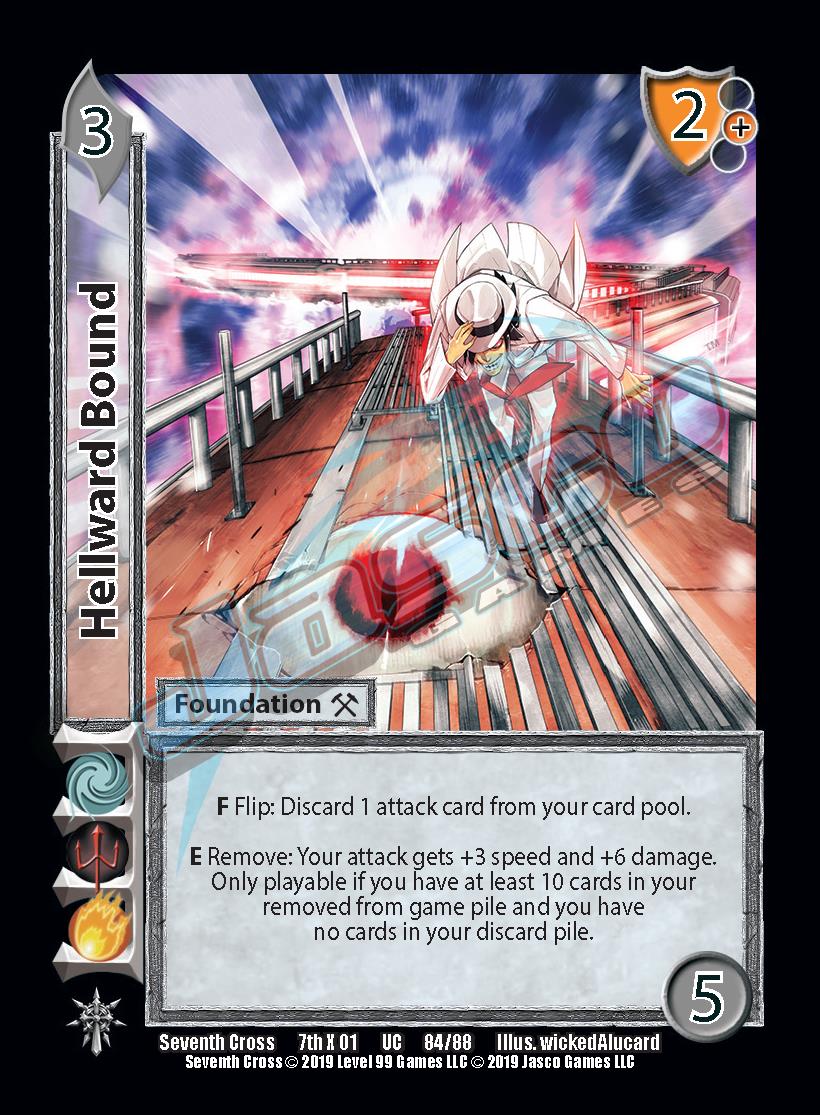 3
2
+
Hellward Bound
TM
JASCO
GAMES
Foundation
F Flip: Discard 1 attack card from your card pool.
E Remove: Your attack gets +3 speed and +6 damage.
Only playable if you have at least 10 cards in your
removed from game pile and you have
no cards in your discard pile.
5
Seventh Cross 7th X 01 UC 84/88 Illus. wickedAlucard
Seventh Cross © 2019 Level 99 Games LLC © 2019 Jasco Games LLC